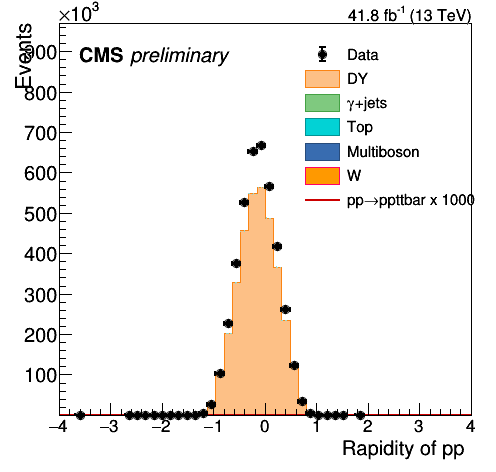 ×10³
41.8 fb⁻¹ (13 TeV)
Events
CMS preliminary
Data
DY
γ+jets
Top
Multiboson
W
pp→ppttbar x 1000
900
800
700
600
500
400
300
200
100
−4 −3 −2 −1 0 1 2 3 4
Rapidity of pp